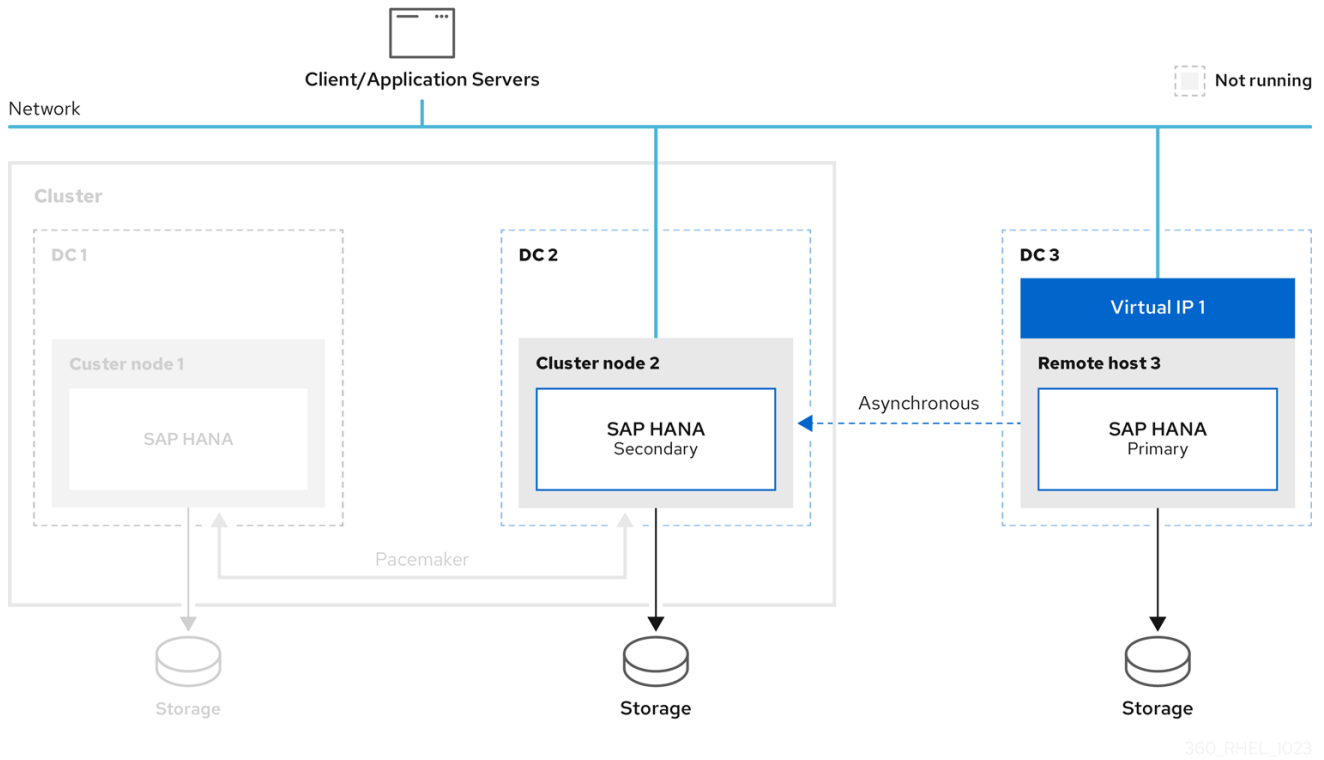 Client/Application Servers
Not running
Network
Cluster
DC 1
DC 2
DC 3
Virtual IP 1
Custer node 1
Cluster node 2
Remote host 3
Asynchronous
SAP HANA
SAP HANA
Secondary
SAP HANA
Primary
Pacemaker
Storage
Storage
Storage
360_RHEL_1023